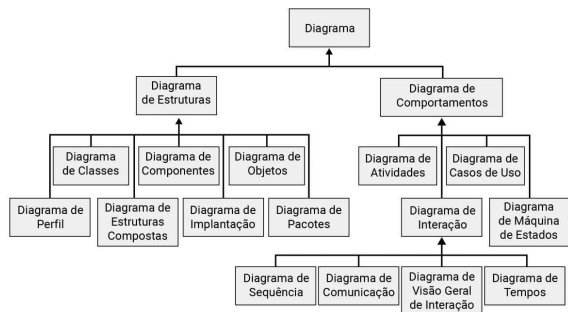 Diagrama
Diagrama
de Estruturas
Diagrama de
Comportamentos
Diagrama
de Classes
Diagrama de
Componentes
Diagrama
de Objetos
Diagrama de
Atividades
Diagrama de
Casos de Uso
Diagrama de
Perfil
Diagrama de
Estruturas
Compostas
Diagrama de
Implantação
Diagrama de
Pacotes
Diagrama de
Interação
Diagrama
de Máquina
de Estados
Diagrama de
Sequência
Diagrama de
Comunicação
Diagrama de
Visão Geral
de Interação
Diagrama de
Tempos